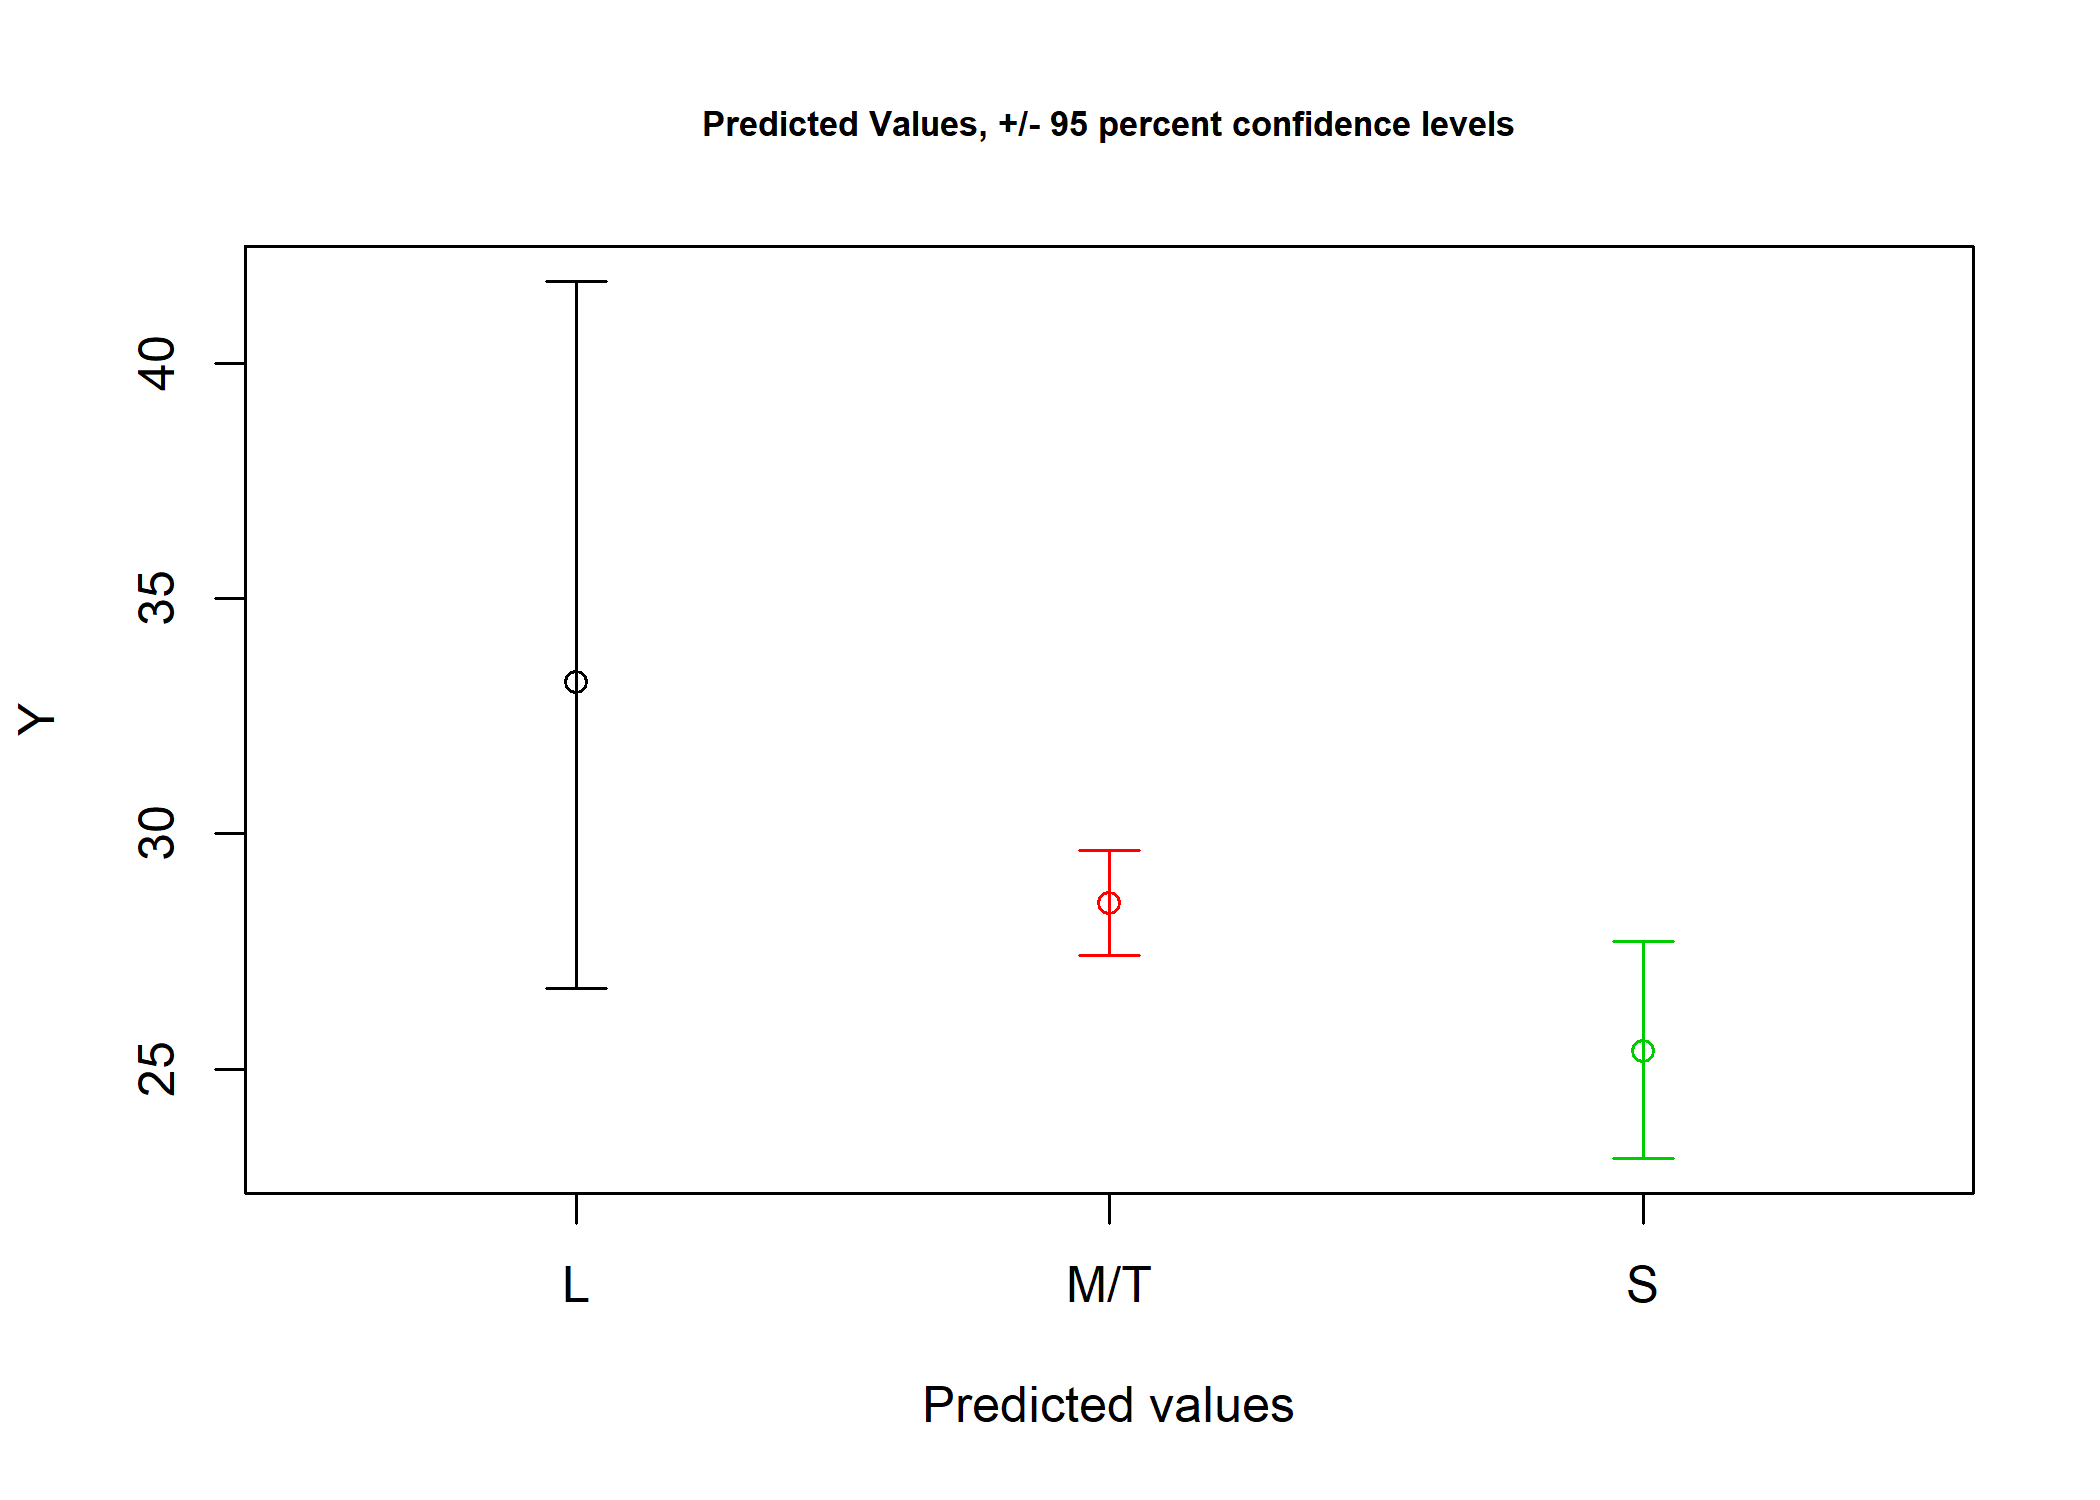 Predicted Values, +/- 95 percent confidence levels
40
35
30
25
Y
L
M/T
S
Predicted values